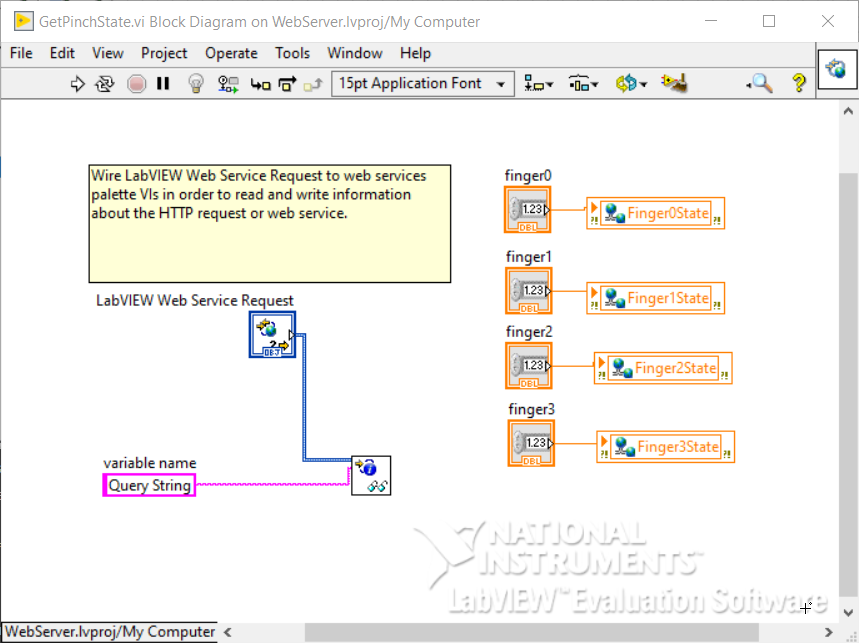 GetPinchState.vi Block Diagram on WebServer.lvproj/My Computer
File Edit View Project Operate Tools Window Help
15pt Application Font
Wire LabVIEW Web Service Request to web services
palette VIs in order to read and write information
about the HTTP request or web service.
LabVIEW Web Service Request
OBJ
variable name
Query String
finger0
1.23
DBL
?!
Finger0State
?!
finger1
1.23
DBL
?!
Finger1State
?!
finger2
1.23
DBL
?!
Finger2State
?!
finger3
1.23
DBL
?!
Finger3State
?!
NATIONAL
INSTRUMENTS™
LabVIEW™ Evaluation Software
WebServer.lvproj/My Computer